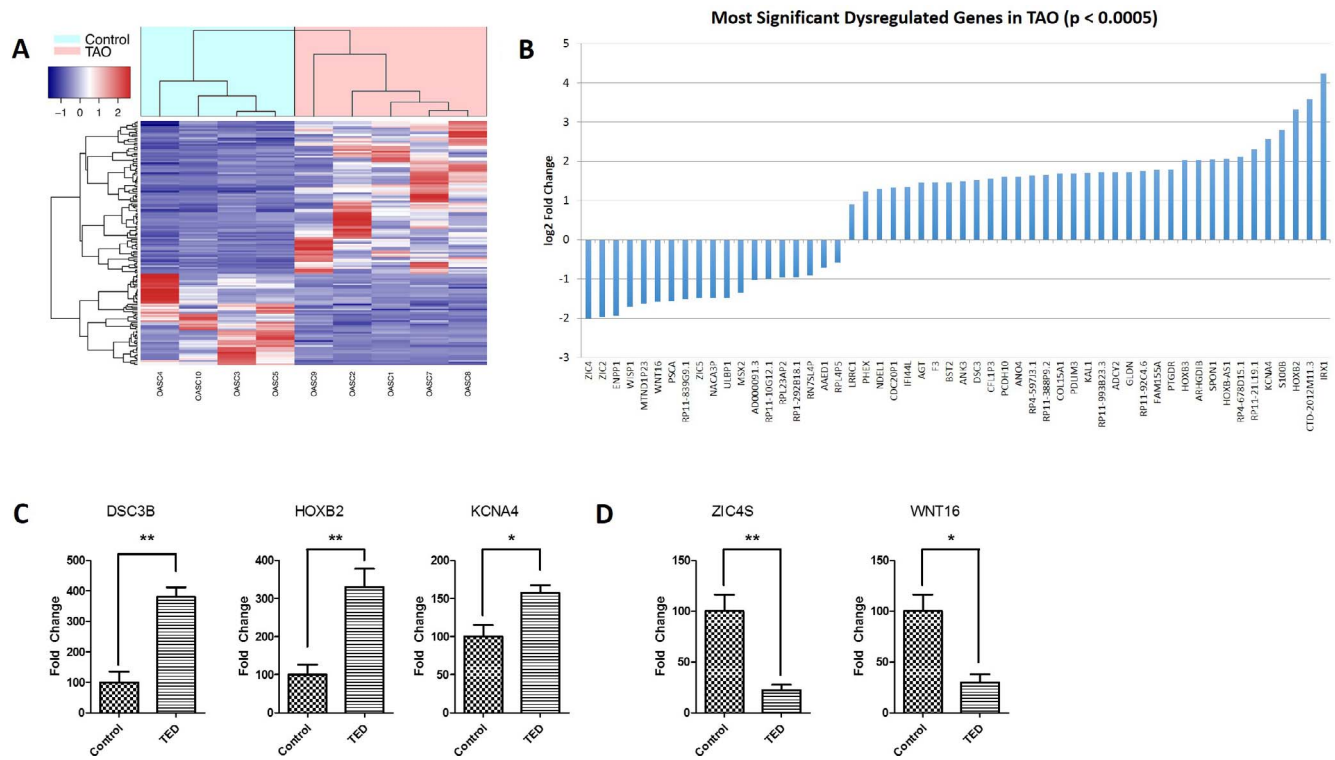 A
Control
TAO
-1 0 1 2
OASC4 OASC10 OASC3 OASC5 OASC9 OASC2 OASC1 OASC7 OASC8
B
Most Significant Dysregulated Genes in TAO (p < 0.0005)
log2 Fold Change
5
4
3
2
1
0
-1
-2
-3
ZIC4
ZIC2
ENPP1
WISP1
MTND1P23
WNT16
PSCA
RP11-839G9.1
ZIC5
NACA3P
ULBP1
MSX2
AD000091.3
RP11-10G12.1
RPL23AP2
RP1-292B18.1
RN7SL4P
AAED1
RPL4P5
LRRC1
PHEX
NDEL1
CDC20P1
IFI44L
AGT
F3
BST2
ANK3
DSC3
CFL1P3
PCDH10
ANO4
RP4-597J3.1
RP11-388P9.2
COL15A1
PDLIM3
KAL1
RP11-993B23.3
ADCY2
GLDN
RP11-92C4.6
FAM155A
PTGDR
HOXB3
ARHGDIB
SPON1
HOXB-AS1
RP4-678D15.1
RP11-21L19.1
KCNA4
S100B
HOXB2
CTD-2012M11.3
IRX1
C
DSC3B
**
Fold Change
500
400
300
200
100
0
Control TED
HOXB2
**
Fold Change
400
300
200
100
0
Control TED
KCNA4
*
Fold Change
200
150
100
50
0
Control TED
D
ZIC4S
**
Fold Change
150
100
50
0
Control TED
WNT16
*
Fold Change
150
100
50
0
Control TED